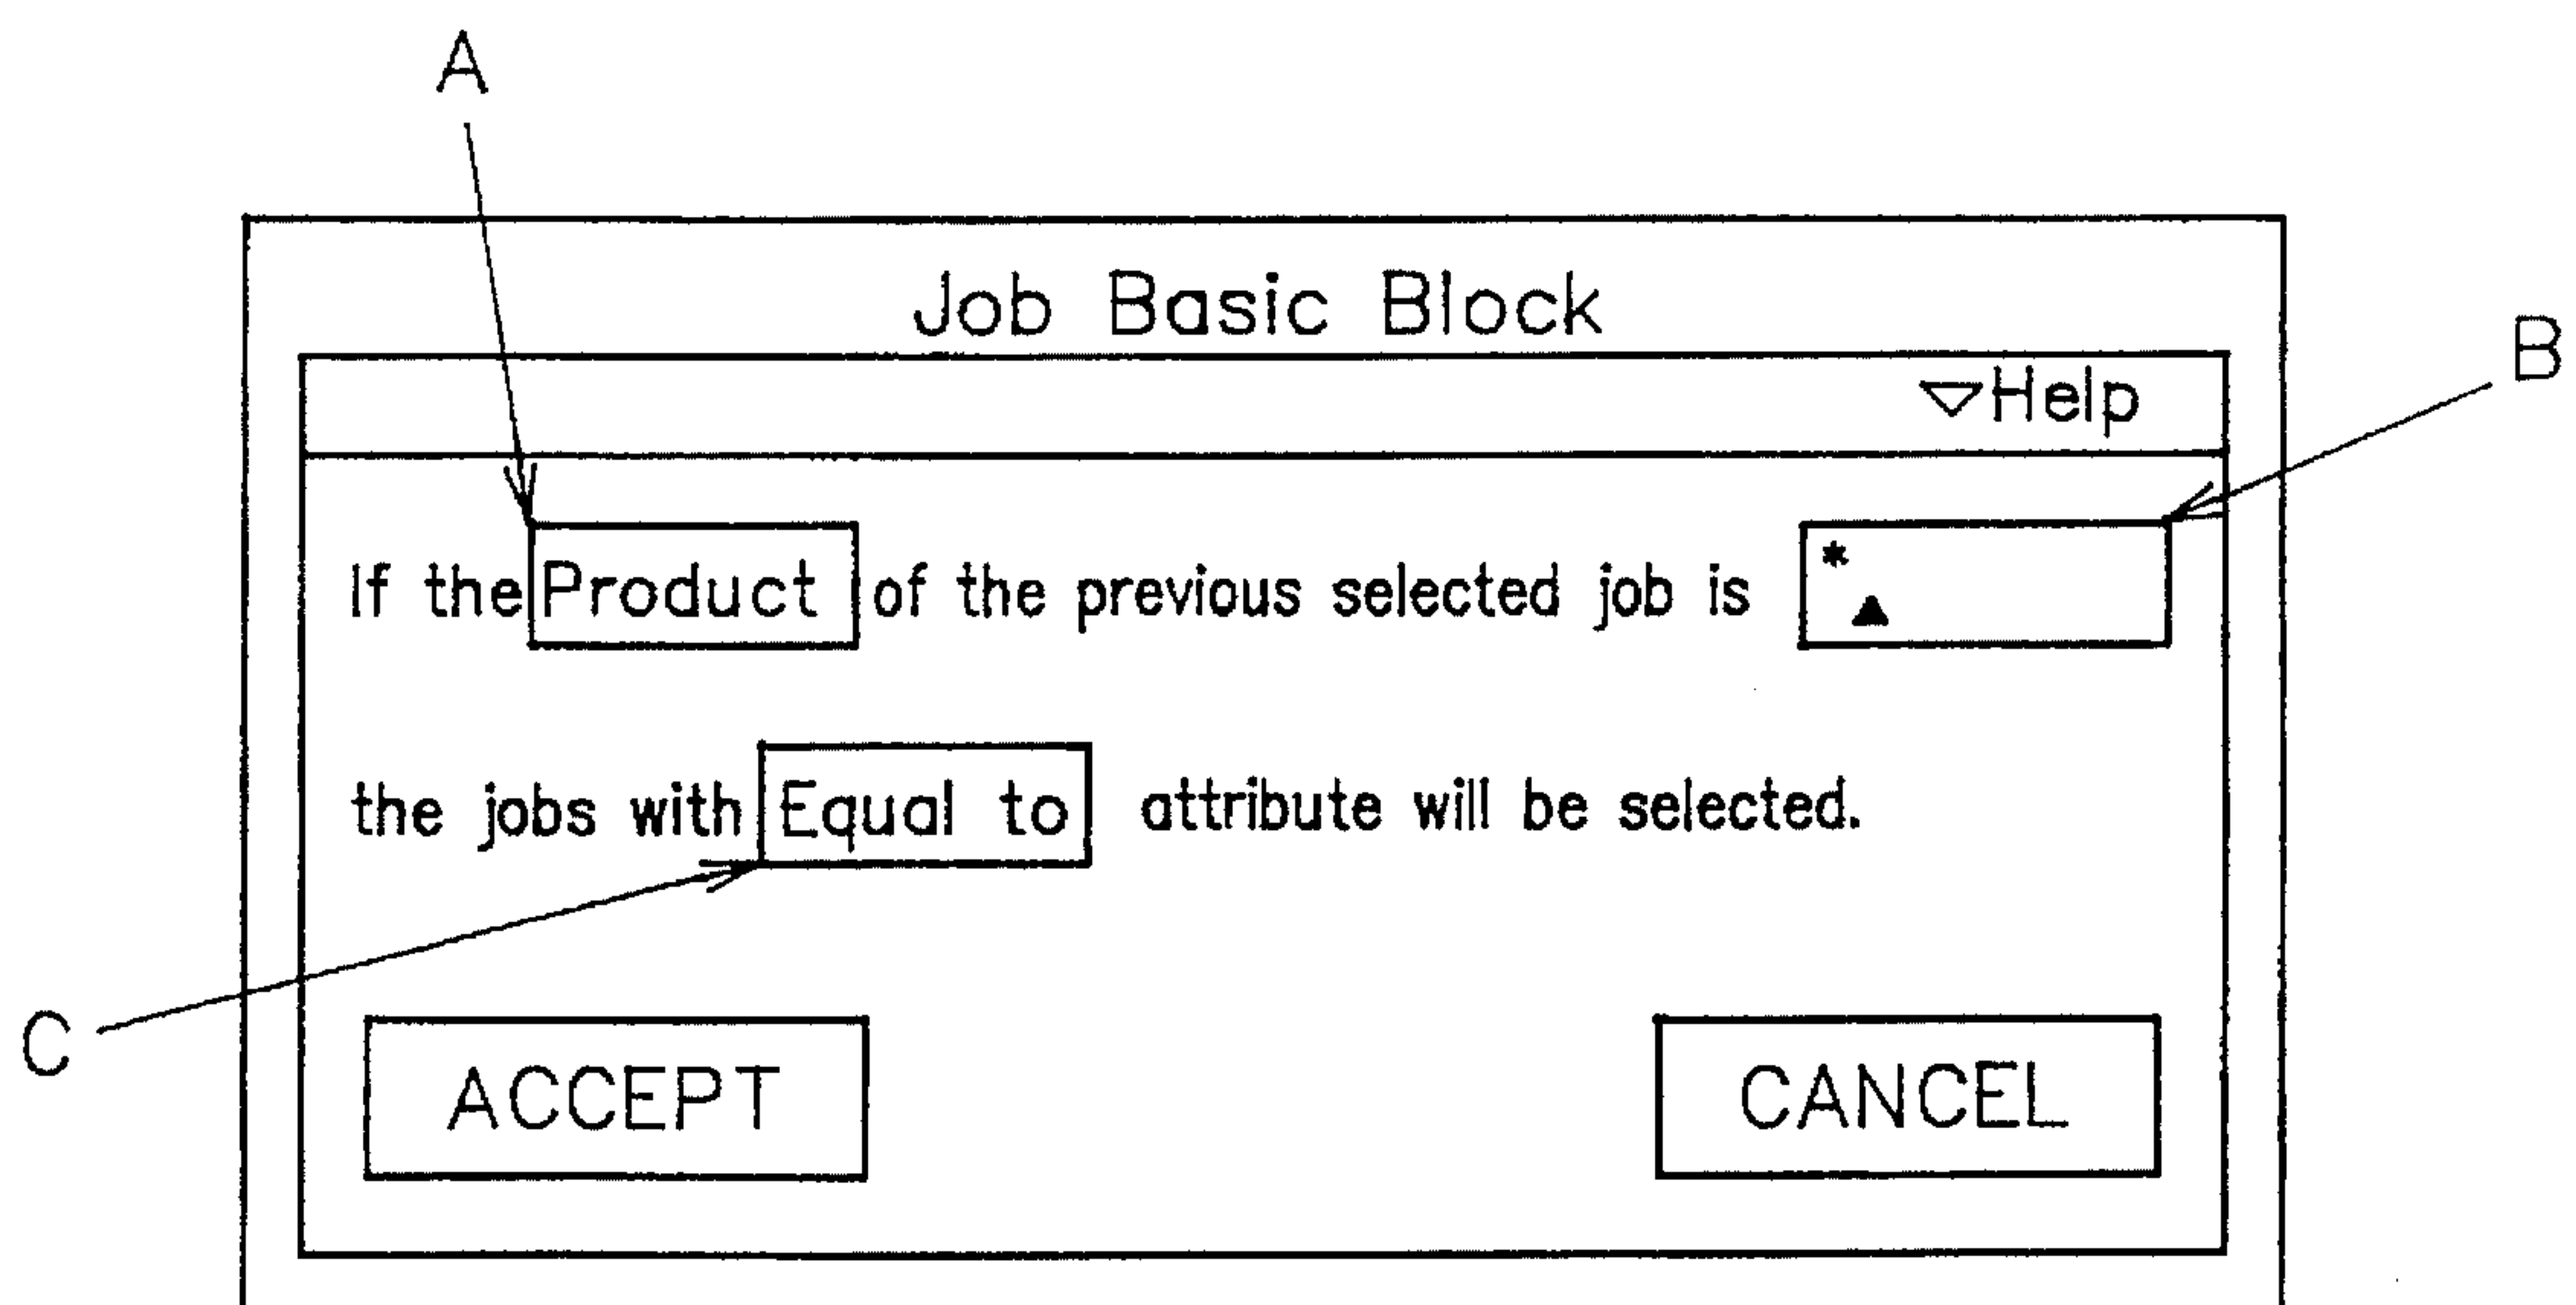 A
Job Basic Block
B
▽Help
If the Product of the previous selected job is *
the jobs with Equal to attribute will be selected.
C
ACCEPT CANCEL